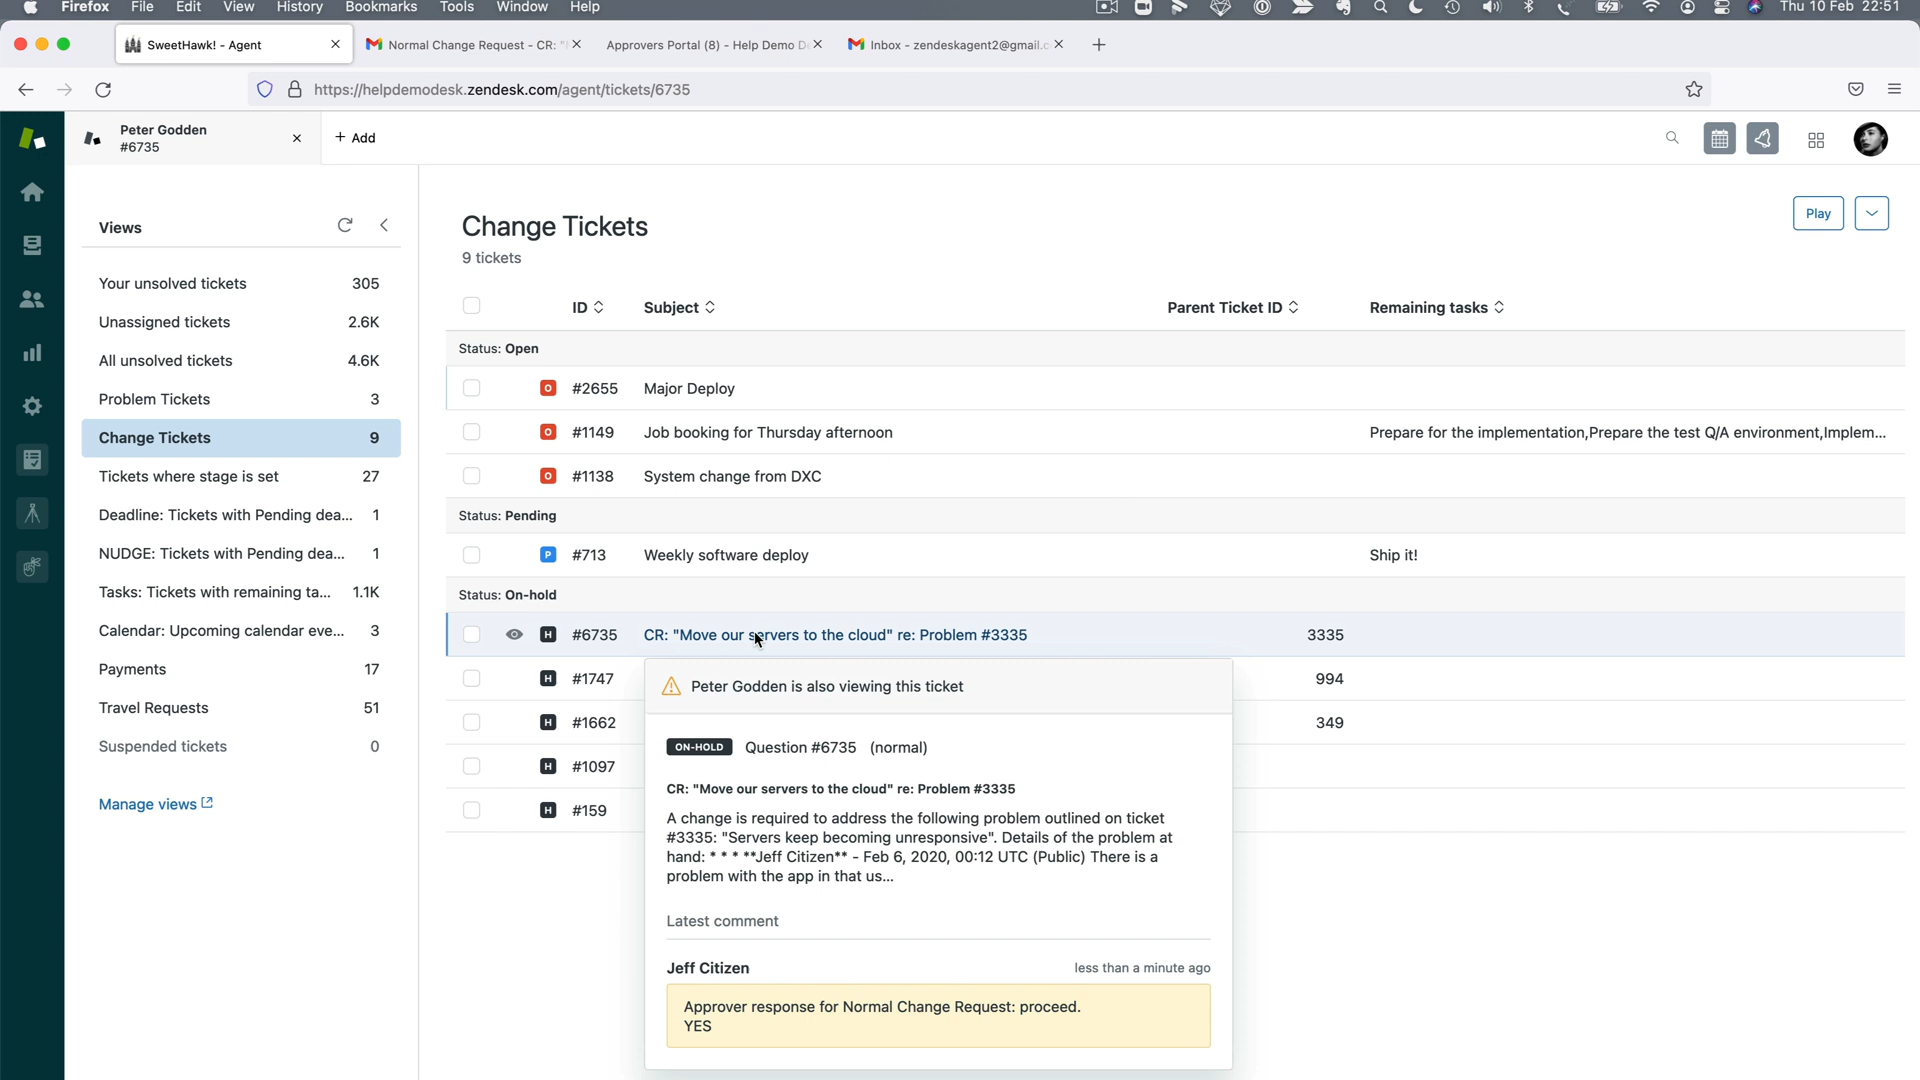 Firefox File Edit View History Bookmarks Tools Window Help Thu 10 Feb 22:51
SweetHawk! - Agent
Normal Change Request - CR: "
Approvers Portal (8) - Help Demo D
Inbox - zendeskagent2@gmail.c
https://helpdemodesk.zendesk.com/agent/tickets/6735
Peter Godden
#6735
+ Add
Views
Your unsolved tickets 305
Unassigned tickets 2.6K
All unsolved tickets 4.6K
Problem Tickets 3
Change Tickets 9
Tickets where stage is set 27
Deadline: Tickets with Pending dea... 1
NUDGE: Tickets with Pending dea... 1
Tasks: Tickets with remaining ta... 1.1K
Calendar: Upcoming calendar eve... 3
Payments 17
Travel Requests 51
Suspended tickets 0
Manage views
Change Tickets
9 tickets
Play
ID Subject Parent Ticket ID Remaining tasks
Status: Open
O #2655 Major Deploy
O #1149 Job booking for Thursday afternoon Prepare for the implementation,Prepare the test Q/A environment,Implem...
O #1138 System change from DXC
Status: Pending
P #713 Weekly software deploy Ship it!
Status: On-hold
H #6735 CR: "Move our servers to the cloud" re: Problem #3335 3335
H #1747 994
H #1662 349
H #1097
H #159
Peter Godden is also viewing this ticket
ON-HOLD Question #6735 (normal)
CR: "Move our servers to the cloud" re: Problem #3335
A change is required to address the following problem outlined on ticket
#3335: "Servers keep becoming unresponsive". Details of the problem at
hand: * * * **Jeff Citizen** - Feb 6, 2020, 00:12 UTC (Public) There is a
problem with the app in that us...
Latest comment
Jeff Citizen less than a minute ago
Approver response for Normal Change Request: proceed.
YES